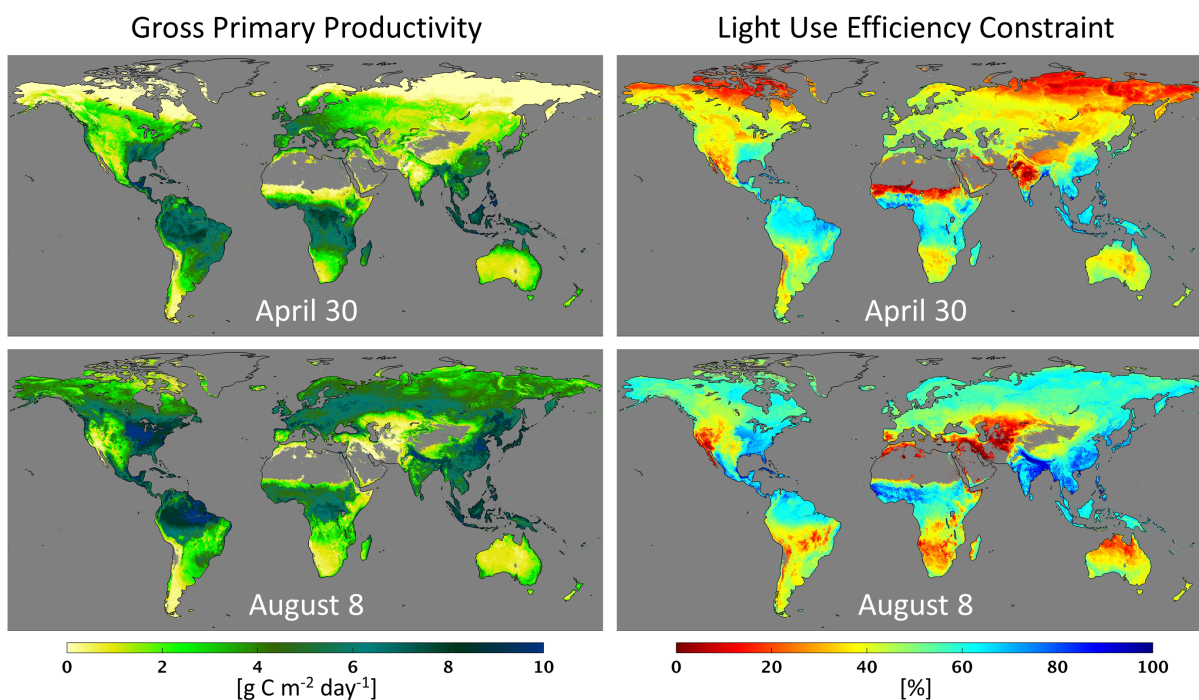 Gross Primary Productivity
Light Use Efficiency Constraint
April 30
April 30
August 8
August 8
0 2 4 6 8 10
[g C m⁻² day⁻¹]
0 20 40 60 80 100
[%]